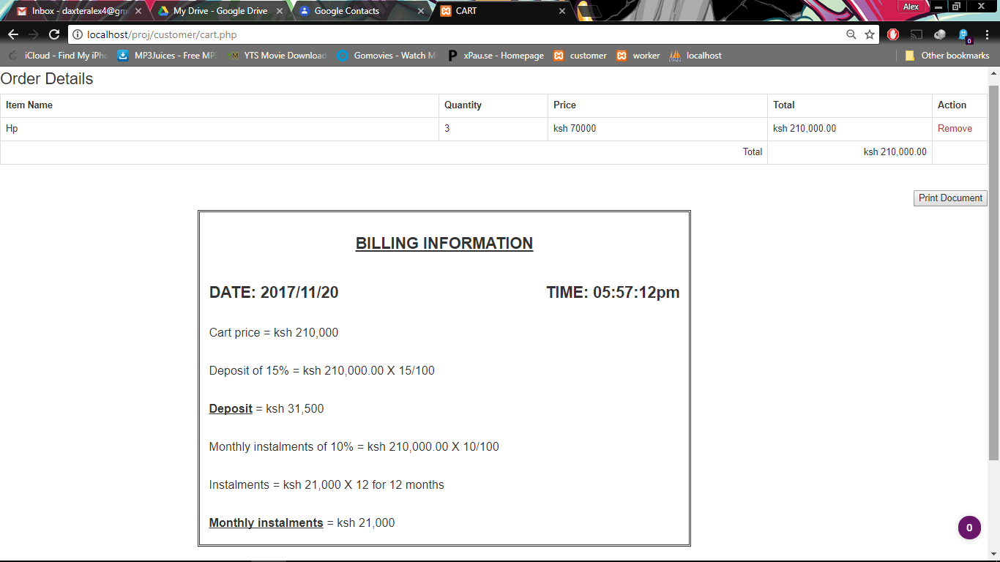 Inbox - daxteralex4@gm My Drive - Google Drive Google Contacts CART Alex
localhost/proj/customer/cart.php
iCloud - Find My iPh MP3Juices - Free MP YTS Movie Download Gomovies - Watch M xPau.se - Homepage customer worker localhost Other bookmarks
Order Details
Item Name Quantity Price Total Action
Hp 3 ksh 70000 ksh 210,000.00 Remove
Total ksh 210,000.00
Print Document
BILLING INFORMATION
DATE: 2017/11/20 TIME: 05:57:12pm
Cart price = ksh 210,000
Deposit of 15% = ksh 210,000.00 X 15/100
Deposit = ksh 31,500
Monthly instalments of 10% = ksh 210,000.00 X 10/100
Instalments = ksh 21,000 X 12 for 12 months
Monthly instalments = ksh 21,000
0